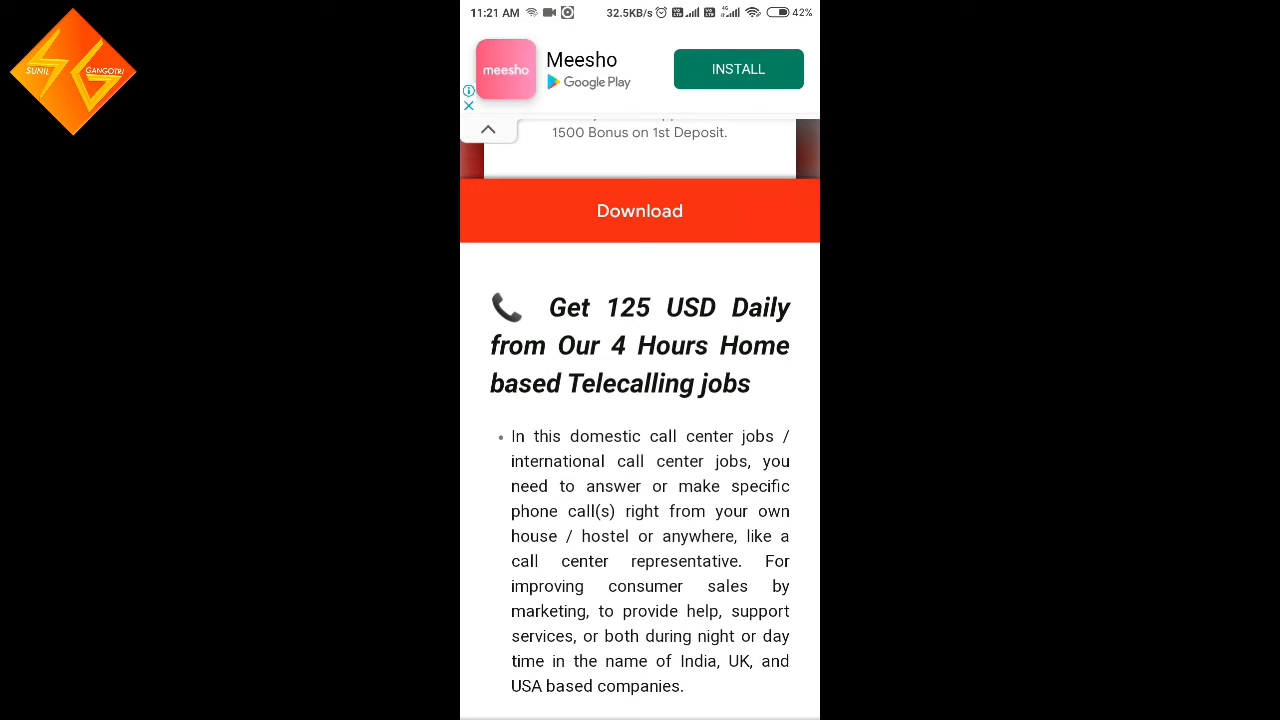 11:21 AM
32.5KB/s
42%
SUNIL
GANGOTRI
SG
meesho
Meesho
Google Play
INSTALL
1500 Bonus on 1st Deposit.
Download
Get 125 USD Daily
from Our 4 Hours Home
based Telecalling jobs
In this domestic call center jobs /
international call center jobs, you
need to answer or make specific
phone call(s) right from your own
house / hostel or anywhere, like a
call center representative. For
improving consumer sales by
marketing, to provide help, support
services, or both during night or day
time in the name of India, UK, and
USA based companies.